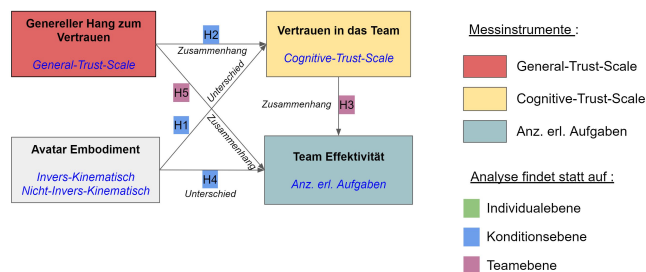 Genereller Hang zum
Vertrauen
General-Trust-Scale
H2
Zusammenhang
Vertrauen in das Team
Cognitive-Trust-Scale
H5
Unterschied
H1
Zusammenhang
Zusammenhang
H3
Avatar Embodiment
Invers-Kinematisch
Nicht-Invers-Kinematisch
H4
Unterschied
Team Effektivität
Anz. erl. Aufgaben
Messinstrumente :
General-Trust-Scale
Cognitive-Trust-Scale
Anz. erl. Aufgaben
Analyse findet statt auf :
Individualebene
Konditionsebene
Teamebene